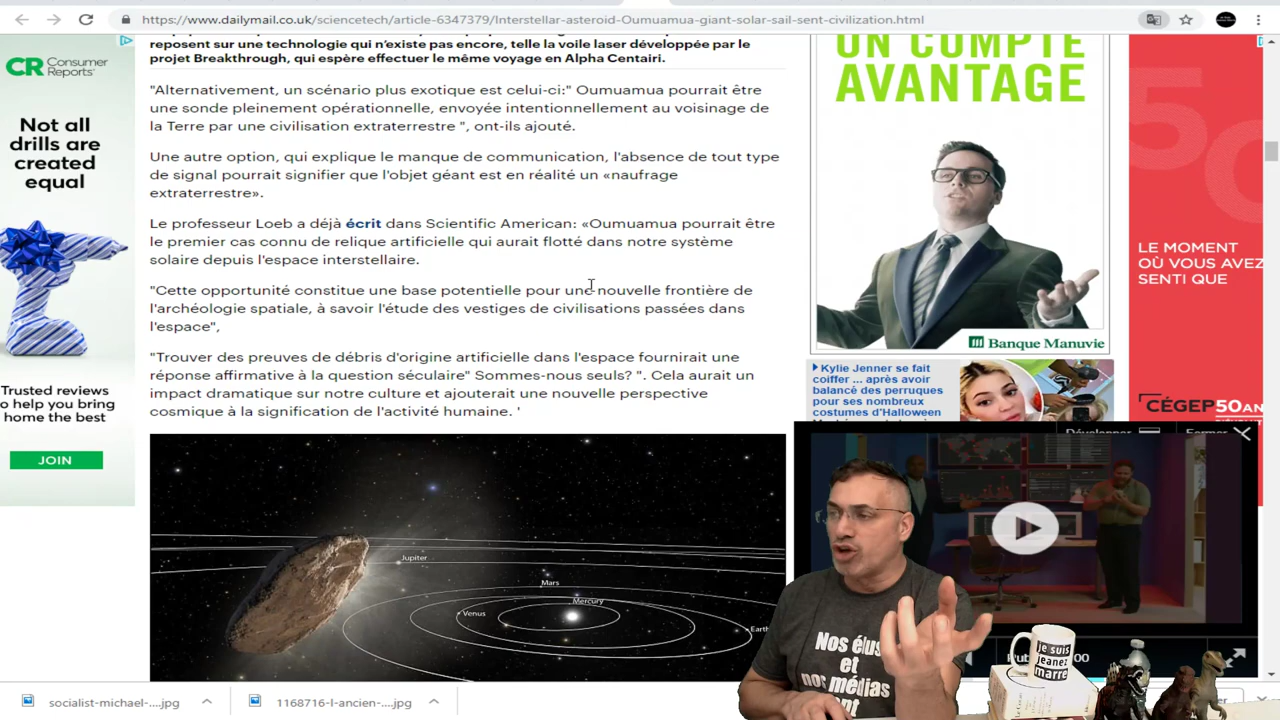 https://www.dailymail.co.uk/sciencetech/article-6347379/Interstellar-asteroid-Oumuamua-giant-solar-sail-sent-civilization.html
reposent sur une technologie qui n'existe pas encore, telle la voile laser développée par le
projet Breakthrough, qui espère effectuer le même voyage en Alpha Centairi.
"Alternativement, un scénario plus exotique est celui-ci:" Oumuamua pourrait être
une sonde pleinement opérationnelle, envoyée intentionnellement au voisinage de
la Terre par une civilisation extraterrestre ", ont-ils ajouté.
Une autre option, qui explique le manque de communication, l'absence de tout type
de signal pourrait signifier que l'objet géant est en réalité un «naufrage
extraterrestre».
Le professeur Loeb a déjà écrit dans Scientific American: «Oumuamua pourrait être
le premier cas connu de relique artificielle qui aurait flotté dans notre système
solaire depuis l'espace interstellaire.
"Cette opportunité constitue une base potentielle pour une nouvelle frontière de
l'archéologie spatiale, à savoir l'étude des vestiges de civilisations passées dans
l'espace",
"Trouver des preuves de débris d'origine artificielle dans l'espace fournirait une
réponse affirmative à la question séculaire" Sommes-nous seuls? ". Cela aurait un
impact dramatique sur notre culture et ajouterait une nouvelle perspective
cosmique à la signification de l'activité humaine. '
Jupiter
Mars
Mercury
Venus
Earth
CR Consumer
Reports
Not all
drills are
created
equal
Trusted reviews
to help you bring
home the best
JOIN
UN COMPTE
AVANTAGE
Banque Manuvie
Kylie Jenner se fait
coiffer ... après avoir
balancé des perruques
pour ses nombreux
costumes d'Halloween
50
LE MOMENT
OÙ VOUS AVEZ
SENTI QUE
CÉGEP50AN
Développer
Fermer
Nos élus
et
nos médias
je suis
jeanez
marre
socialist-michael-....jpg
1168716-l-ancien-....jpg